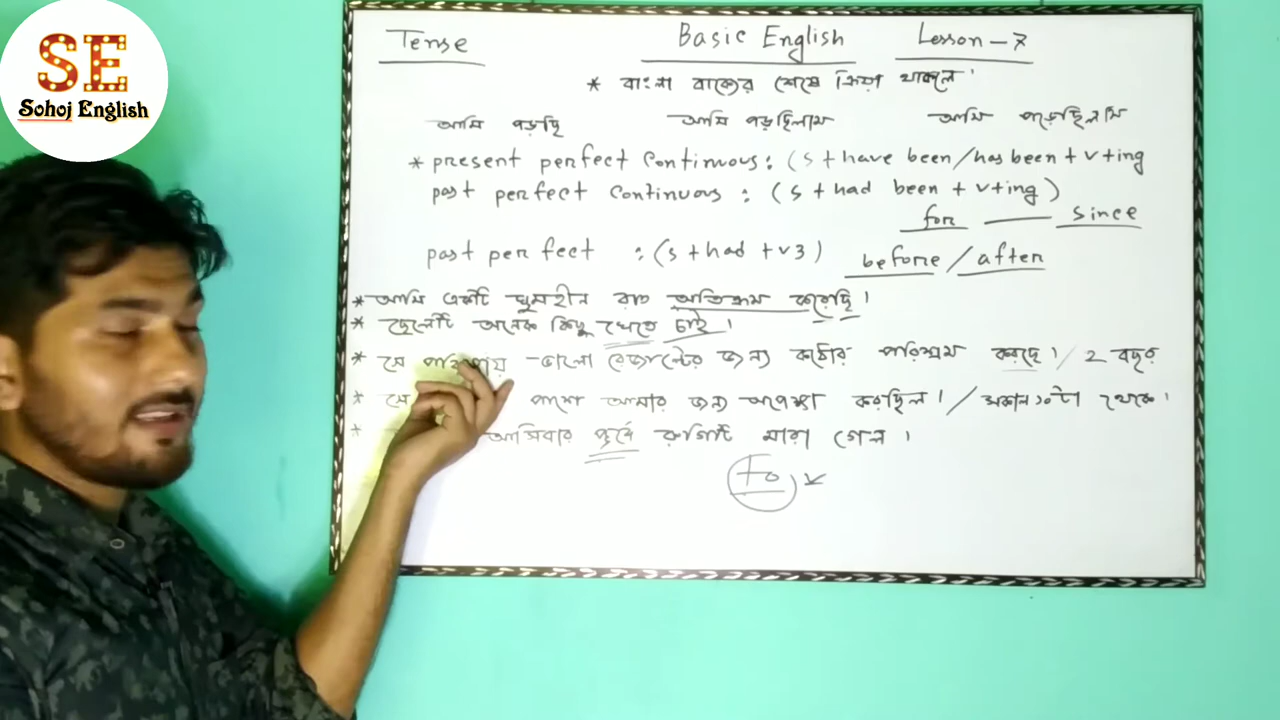 SE
Sohoj English
Tense Basic English Lesson - 7
* বাংলা বাক্যের শেষে ক্রিয়া থাকলে।
আমি পড়ছি আমি পড়ছিলাম আমি পড়েছিলাম
* present perfect continuous: (s + have been/has been + v+ing
past perfect continuous : (s + had been + v+ing)
for since
past perfect : (s + had + v3) before / after
* আমি একটি ঘুমহীন রাত অতিক্রম করেছি।
* ছেলেটি অনেক কিছু খেতে চাই।
* সে ভালো রেজাল্টের জন্য কঠোর পরিশ্রম করছে। / 2 বছর
* সে পাশে আমার জন্য অপেক্ষা করছিল। / সকাল ১০টা থেকে।
* আসিবার পূর্বে রুগিটি মারা গেল।
to